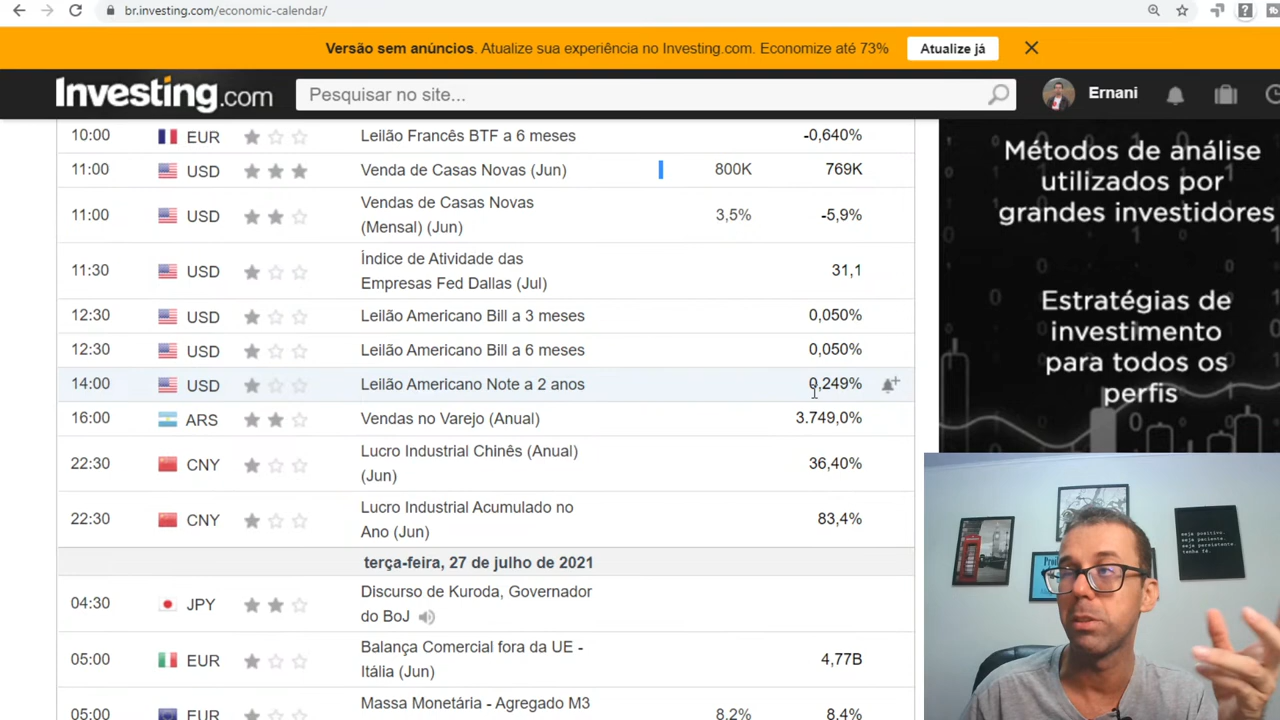 br.investing.com/economic-calendar/
Versão sem anúncios. Atualize sua experiência no Investing.com. Economize até 73% Atualize já
Investing.com Pesquisar no site... Ernani
10:00 EUR Leilão Francês BTF a 6 meses -0,640%
11:00 USD Venda de Casas Novas (Jun) 800K 769K
11:00 USD Vendas de Casas Novas
(Mensal) (Jun) 3,5% -5,9%
11:30 USD Índice de Atividade das
Empresas Fed Dallas (Jul) 31,1
12:30 USD Leilão Americano Bill a 3 meses 0,050%
12:30 USD Leilão Americano Bill a 6 meses 0,050%
14:00 USD Leilão Americano Note a 2 anos 0,249%
16:00 ARS Vendas no Varejo (Anual) 3.749,0%
22:30 CNY Lucro Industrial Chinês (Anual)
(Jun) 36,40%
22:30 CNY Lucro Industrial Acumulado no
Ano (Jun) 83,4%
terça-feira, 27 de julho de 2021
04:30 JPY Discurso de Kuroda, Governador
do BoJ
05:00 EUR Balança Comercial fora da UE -
Itália (Jun) 4,77B
05:00 EUR Massa Monetária - Agregado M3
8,2% 8,4%
Métodos de análise
utilizados por
grandes investidores
Estratégias de
investimento
para todos os
perfis
seja positivo.
seja paciente.
seja persistente.
tenha fé.